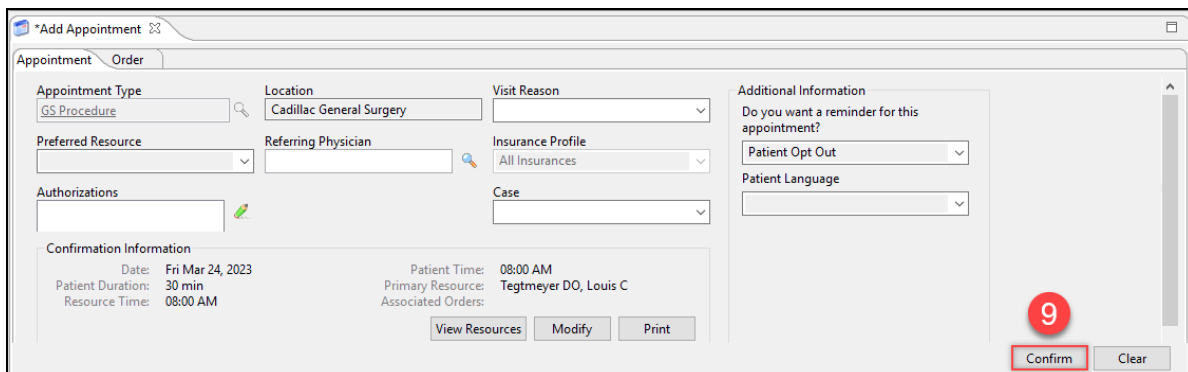 *Add Appointment
Appointment Order
Appointment Type Location Visit Reason Additional Information
GS Procedure Cadillac General Surgery
Do you want a reminder for this
appointment?
Preferred Resource Referring Physician Insurance Profile
All Insurances
Patient Opt Out
Patient Language
Authorizations Case
Confirmation Information
Date: Fri Mar 24, 2023 Patient Time: 08:00 AM
Patient Duration: 30 min Primary Resource: Tegtmeyer DO, Louis C
Resource Time: 08:00 AM Associated Orders:
View Resources Modify Print
9
Confirm Clear